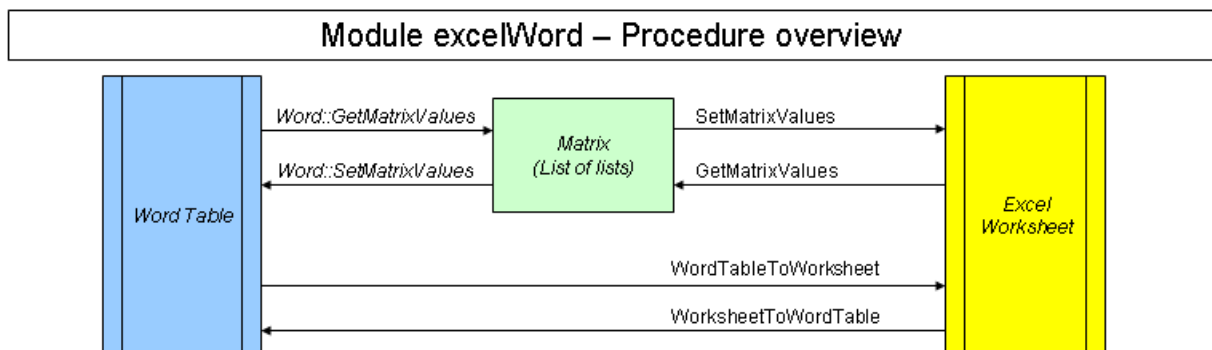 Module excelWord – Procedure overview
Word::GetMatrixValues
SetMatrixValues
Matrix
(List of lists)
Word::SetMatrixValues
GetMatrixValues
Word Table
Excel
Worksheet
WordTableToWorksheet
WorksheetToWordTable